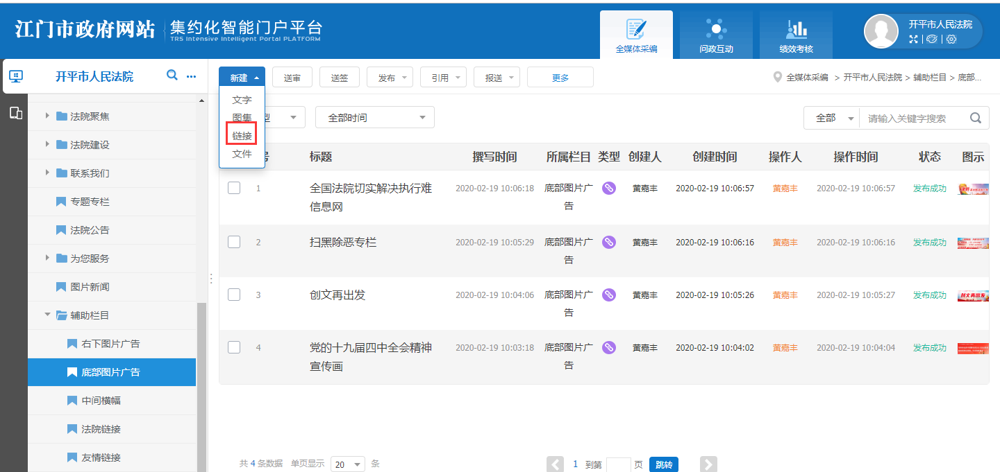 江门市政府网站 集约化智能门户平台
TRS Intensive Intelligent Portal PLATFORM
全媒体采编 问政互动 绩效考核
开平市人民法院
开平市人民法院 ...
新建 送审 送签 发布 引用 报送 更多
全媒体采编 > 开平市人民法院 > 辅助栏目 > 底部...
文字
图集
链接
文件
型 全部时间 全部 请输入关键字搜索
法院聚焦
法院建设
联系我们
专题专栏
法院公告
为您服务
图片新闻
辅助栏目
右下图片广告
底部图片广告
中间横幅
法院链接
友情链接
号 标题 撰写时间 所属栏目 类型 创建人 创建时间 操作人 操作时间 状态 图示
1 全国法院切实解决执行难 2020-02-19 10:06:18 底部图片广 黄嘉丰 2020-02-19 10:06:57 黄嘉丰 2020-02-19 10:06:57 发布成功
信息网 告
2 扫黑除恶专栏 2020-02-19 10:05:29 底部图片广 黄嘉丰 2020-02-19 10:06:16 黄嘉丰 2020-02-19 10:06:16 发布成功
告
3 创文再出发 2020-02-19 10:04:06 底部图片广 黄嘉丰 2020-02-19 10:05:26 黄嘉丰 2020-02-19 10:05:27 发布成功 创文再出发
告
4 党的十九届四中全会精神 2020-02-19 10:03:18 底部图片广 黄嘉丰 2020-02-19 10:04:02 黄嘉丰 2020-02-19 10:04:04 发布成功
宣传画 告
共 4 条数据 单页显示 20 条 1 到第 页 跳转